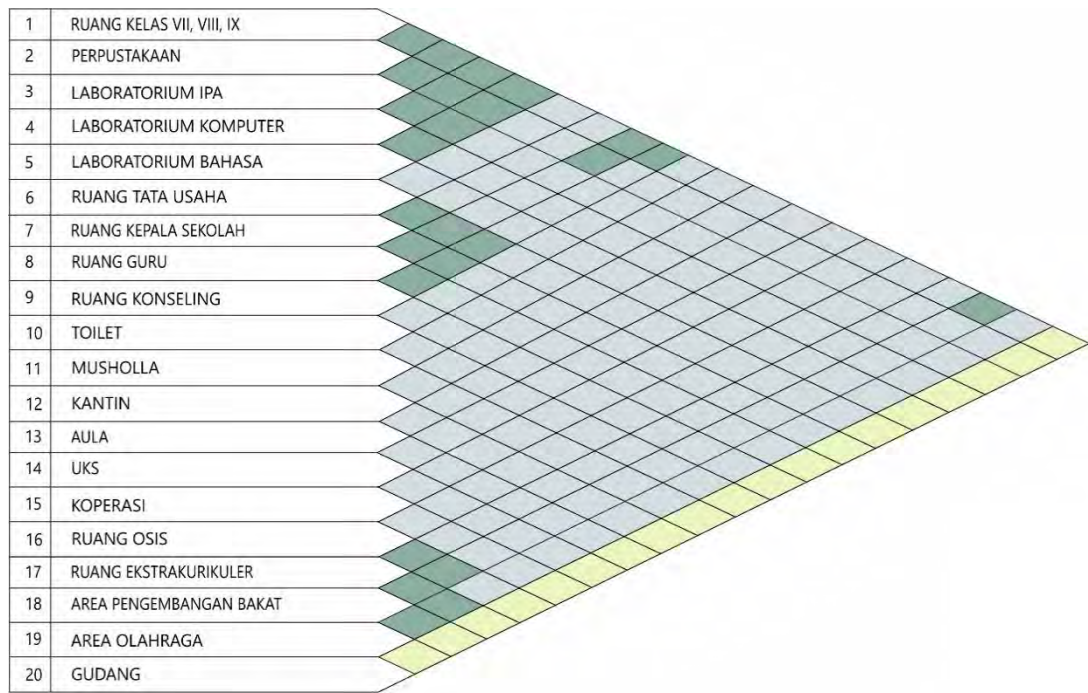 1 RUANG KELAS VII, VIII, IX
2 PERPUSTAKAAN
3 LABORATORIUM IPA
4 LABORATORIUM KOMPUTER
5 LABORATORIUM BAHASA
6 RUANG TATA USAHA
7 RUANG KEPALA SEKOLAH
8 RUANG GURU
9 RUANG KONSELING
10 TOILET
11 MUSHOLLA
12 KANTIN
13 AULA
14 UKS
15 KOPERASI
16 RUANG OSIS
17 RUANG EKSTRAKURIKULER
18 AREA PENGEMBANGAN BAKAT
19 AREA OLAHRAGA
20 GUDANG